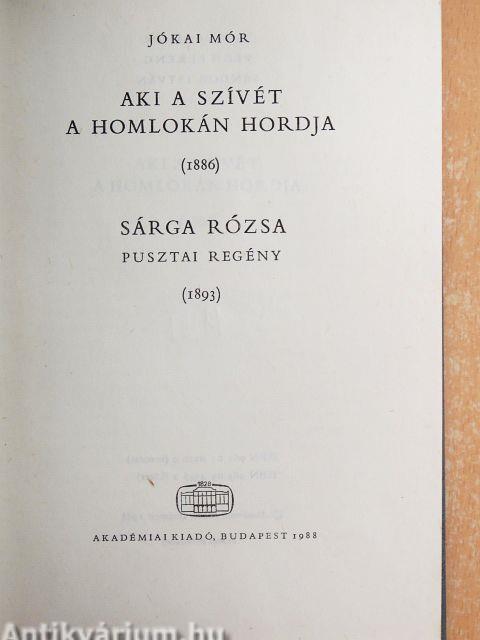 JÓKAI MÓR
AKI A SZÍVÉT
A HOMLOKÁN HORDJA
(1886)
SÁRGA RÓZSA
PUSZTAI REGÉNY
(1893)
1828
AKADÉMIAI KIADÓ, BUDAPEST 1988
Antikvárium.hu